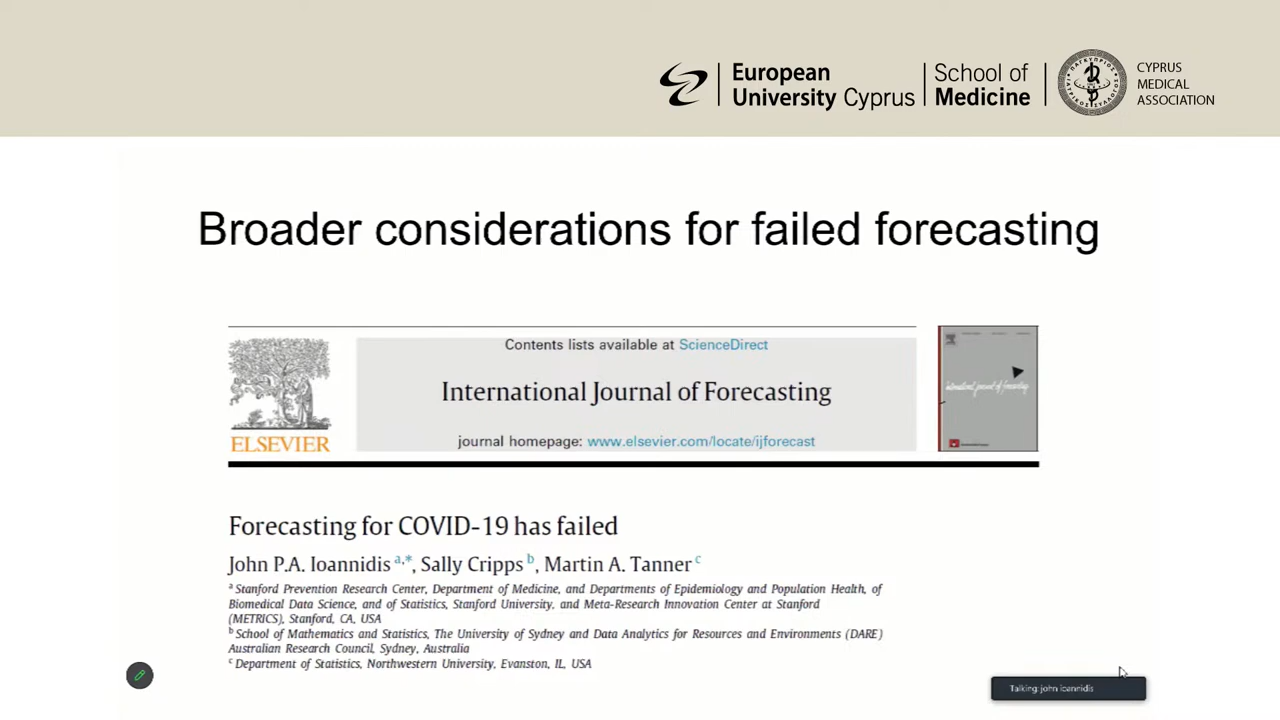 European
University Cyprus
School of
Medicine
CYPRUS
MEDICAL
ASSOCIATION
Broader considerations for failed forecasting
Contents lists available at ScienceDirect
International Journal of Forecasting
journal homepage: www.elsevier.com/locate/ijforecast
ELSEVIER
international journal of forecasting
Forecasting for COVID-19 has failed
John P.A. Ioannidis a,*, Sally Cripps b, Martin A. Tanner c
a Stanford Prevention Research Center, Department of Medicine, and Departments of Epidemiology and Population Health, of
Biomedical Data Science, and of Statistics, Stanford University, and Meta-Research Innovation Center at Stanford
(METRICS), Stanford, CA, USA
b School of Mathematics and Statistics, The University of Sydney and Data Analytics for Resources and Environments (DARE)
Australian Research Council, Sydney, Australia
c Department of Statistics, Northwestern University, Evanston, IL, USA
Talking: john ioannidis